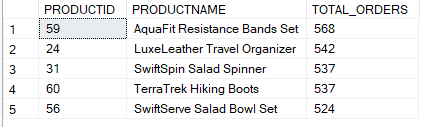 PRODUCTID PRODUCTNAME TOTAL_ORDERS
1 59 AquaFit Resistance Bands Set 568
2 24 LuxeLeather Travel Organizer 542
3 31 SwiftSpin Salad Spinner 537
4 60 TerraTrek Hiking Boots 537
5 56 SwiftServe Salad Bowl Set 524